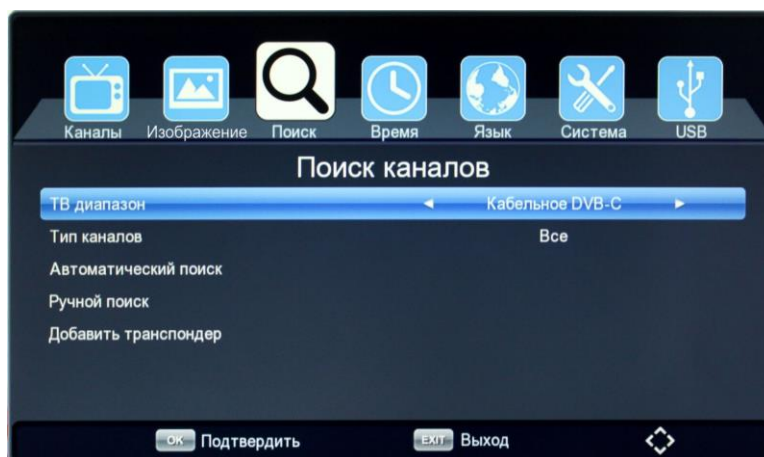 Каналы Изображение Поиск Время Язык Система USB
Поиск каналов
ТВ диапазон Кабельное DVB-C
Тип каналов Все
Автоматический поиск
Ручной поиск
Добавить транспондер
OK Подтвердить EXIT Выход